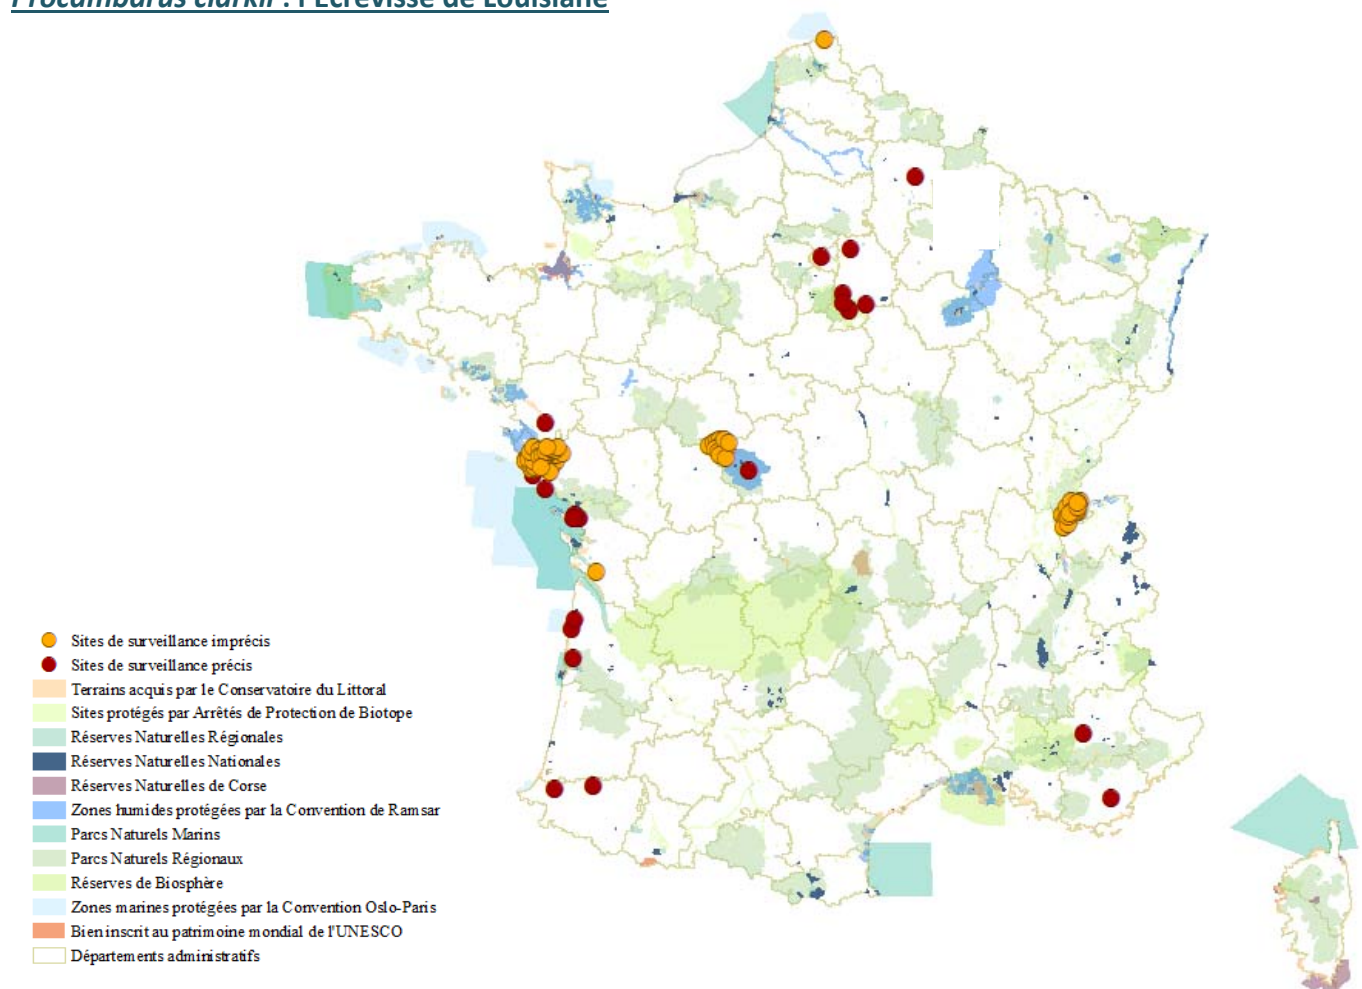 Procambarus clarkii : l'Ecrevisse de Louisiane
Sites de surveillance imprécis
Sites de surveillance précis
Terrains acquis par le Conservatoire du Littoral
Sites protégés par Arrêtés de Protection de Biotope
Réserves Naturelles Régionales
Réserves Naturelles Nationales
Réserves Naturelles de Corse
Zones humides protégées par la Convention de Ramsar
Parcs Naturels Marins
Parcs Naturels Régionaux
Réserves de Biosphère
Zones marines protégées par la Convention Oslo-Paris
Bien inscrit au patrimoine mondial de l'UNESCO
Départements administratifs